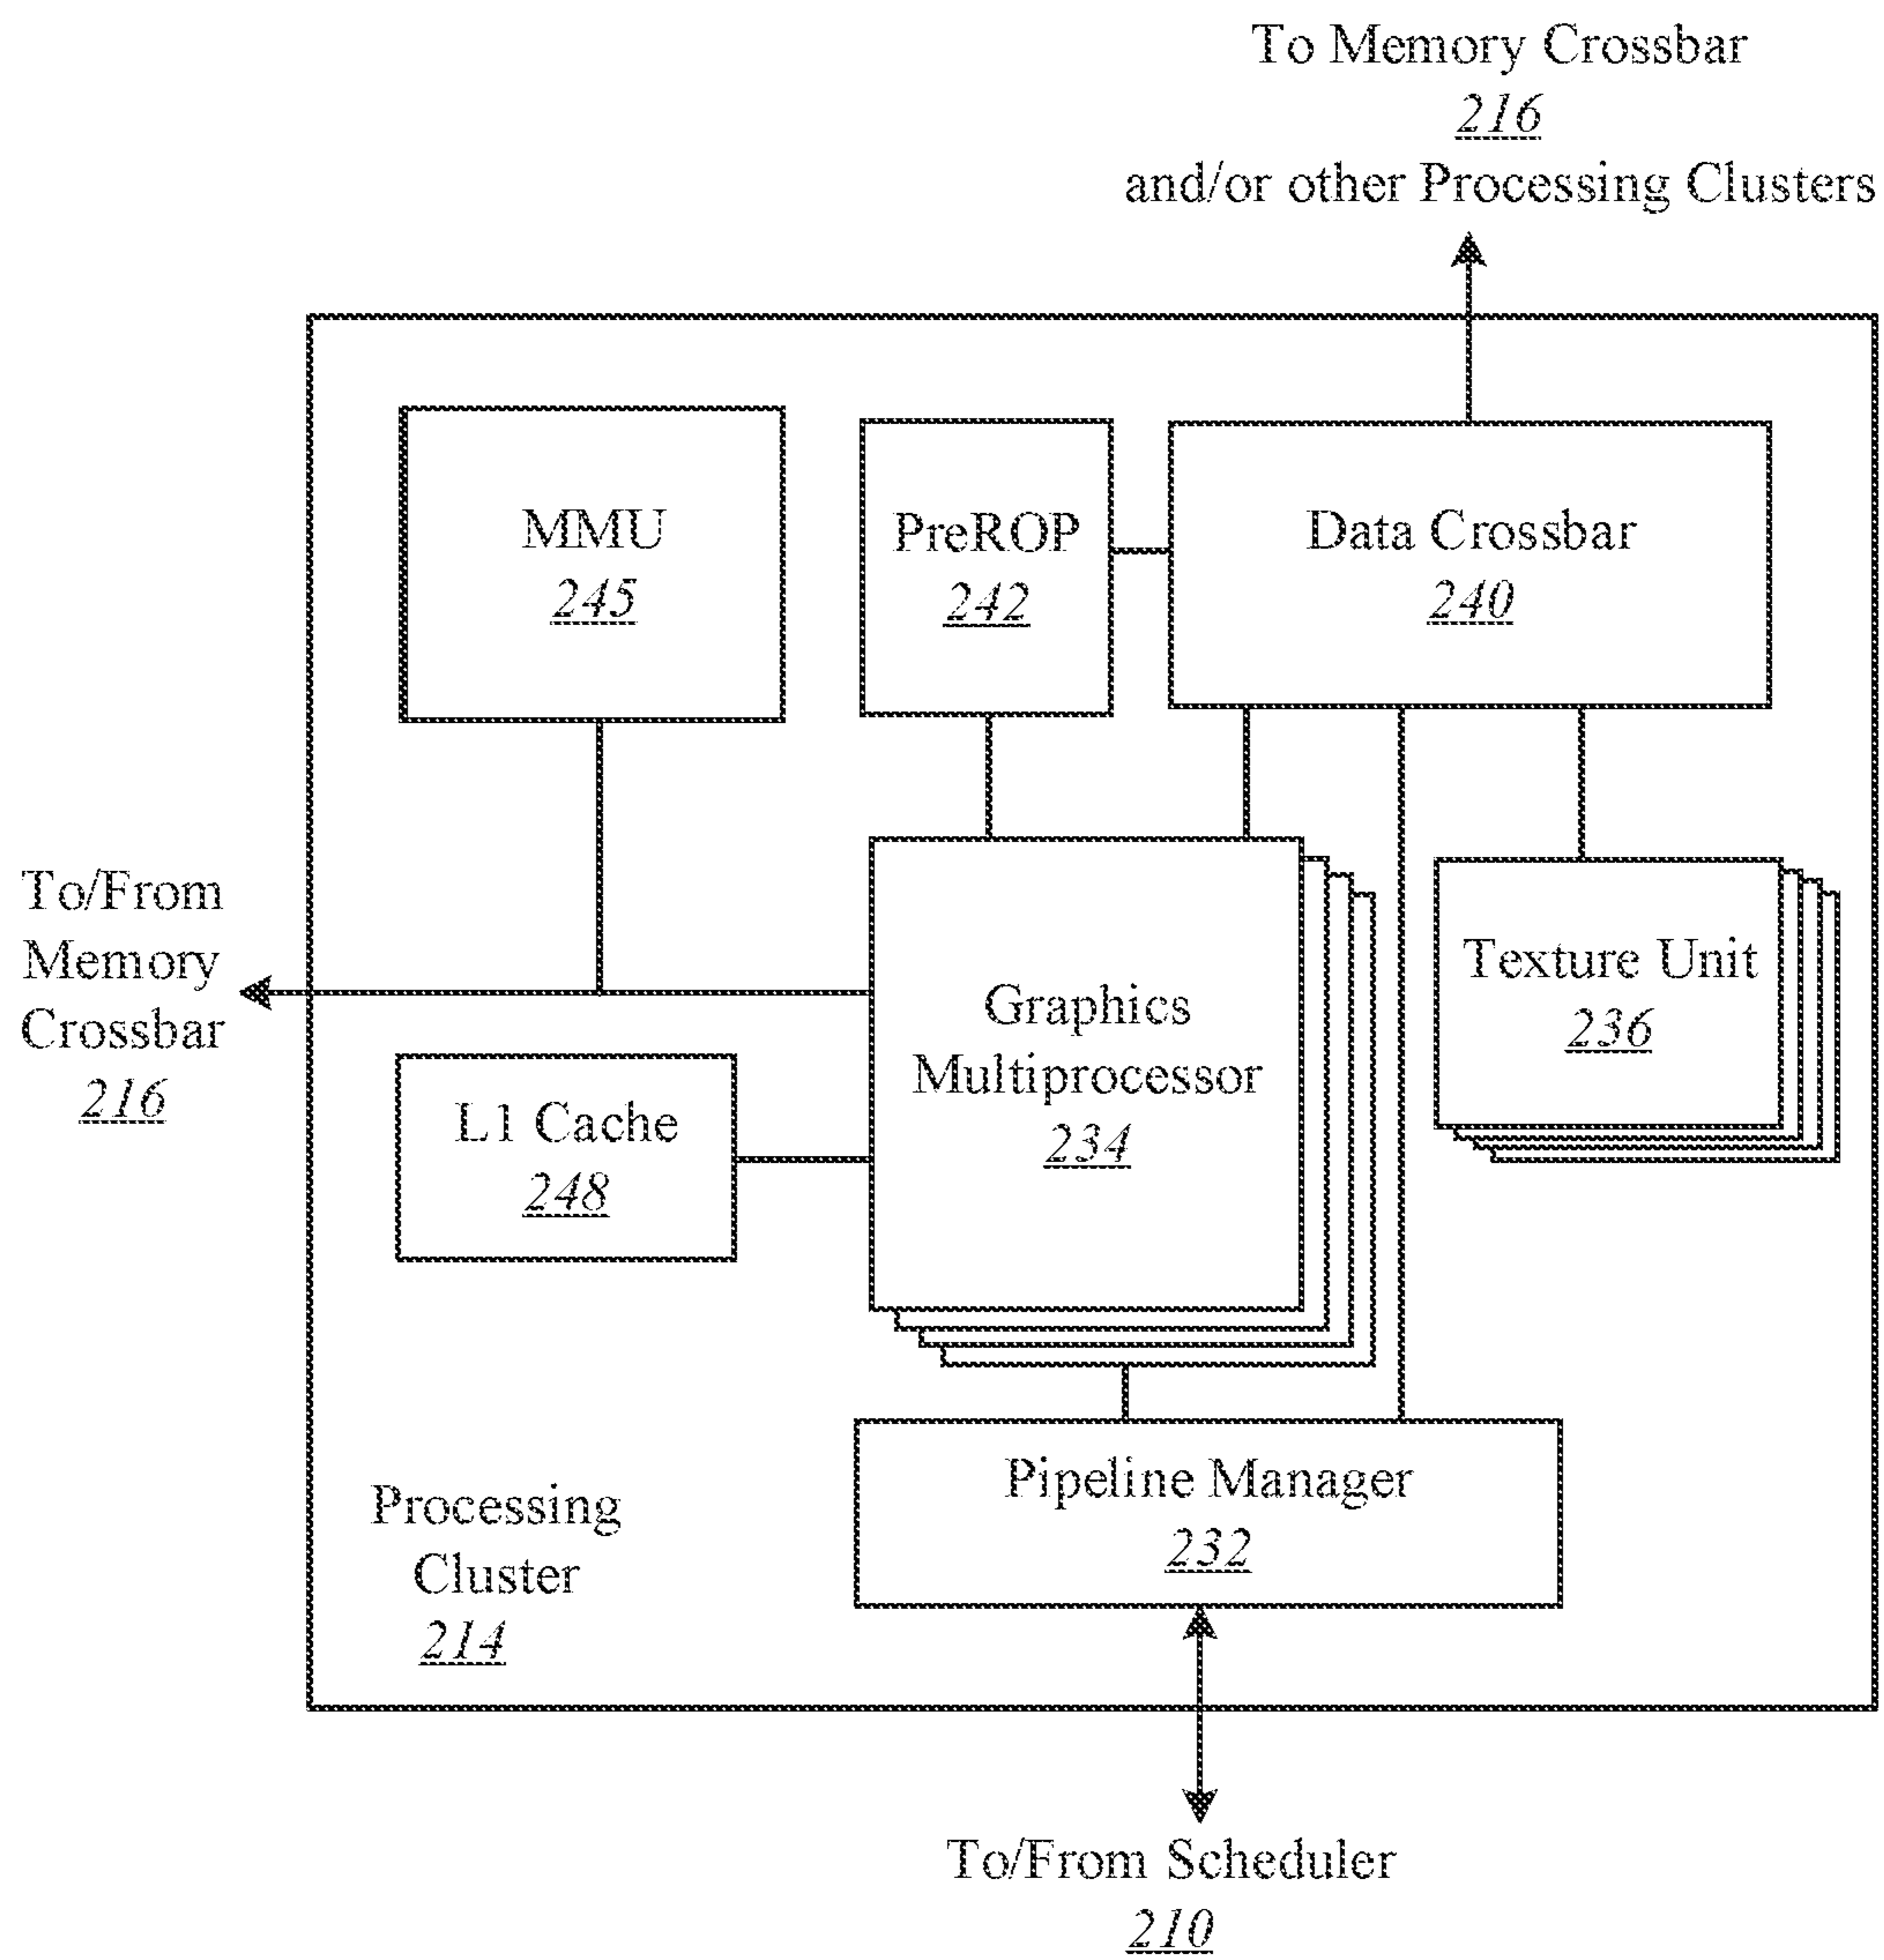 To Memory Crossbar
216
and/or other Processing Clusters
MMU
245
PreROP
242
Data Crossbar
240
To/From
Memory
Crossbar
216
Graphics
Multiprocessor
234
Texture Unit
236
L1 Cache
248
Pipeline Manager
232
Processing
Cluster
214
To/From Scheduler
210